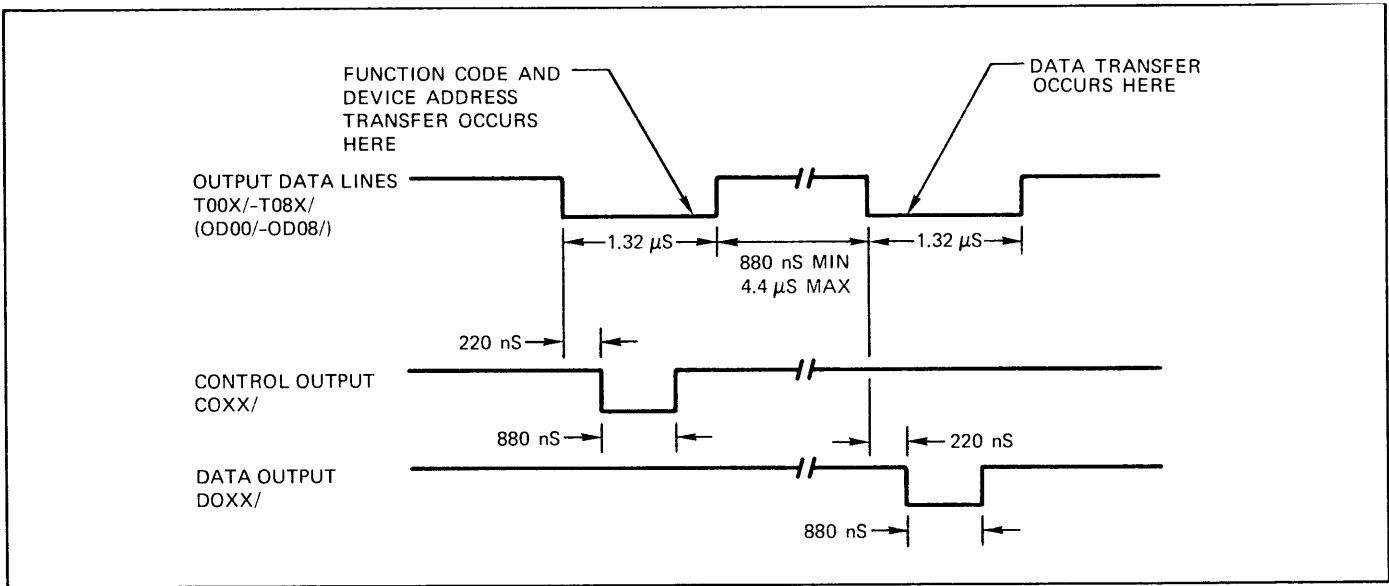 FUNCTION CODE AND
DEVICE ADDRESS
TRANSFER OCCURS
HERE
DATA TRANSFER
OCCURS HERE
OUTPUT DATA LINES
T00X/-T08X/
(OD00/-OD08/)
1.32 μS
880 nS MIN
4.4 μS MAX
1.32 μS
220 nS
CONTROL OUTPUT
COXX/
880 nS
220 nS
DATA OUTPUT
DOXX/
880 nS